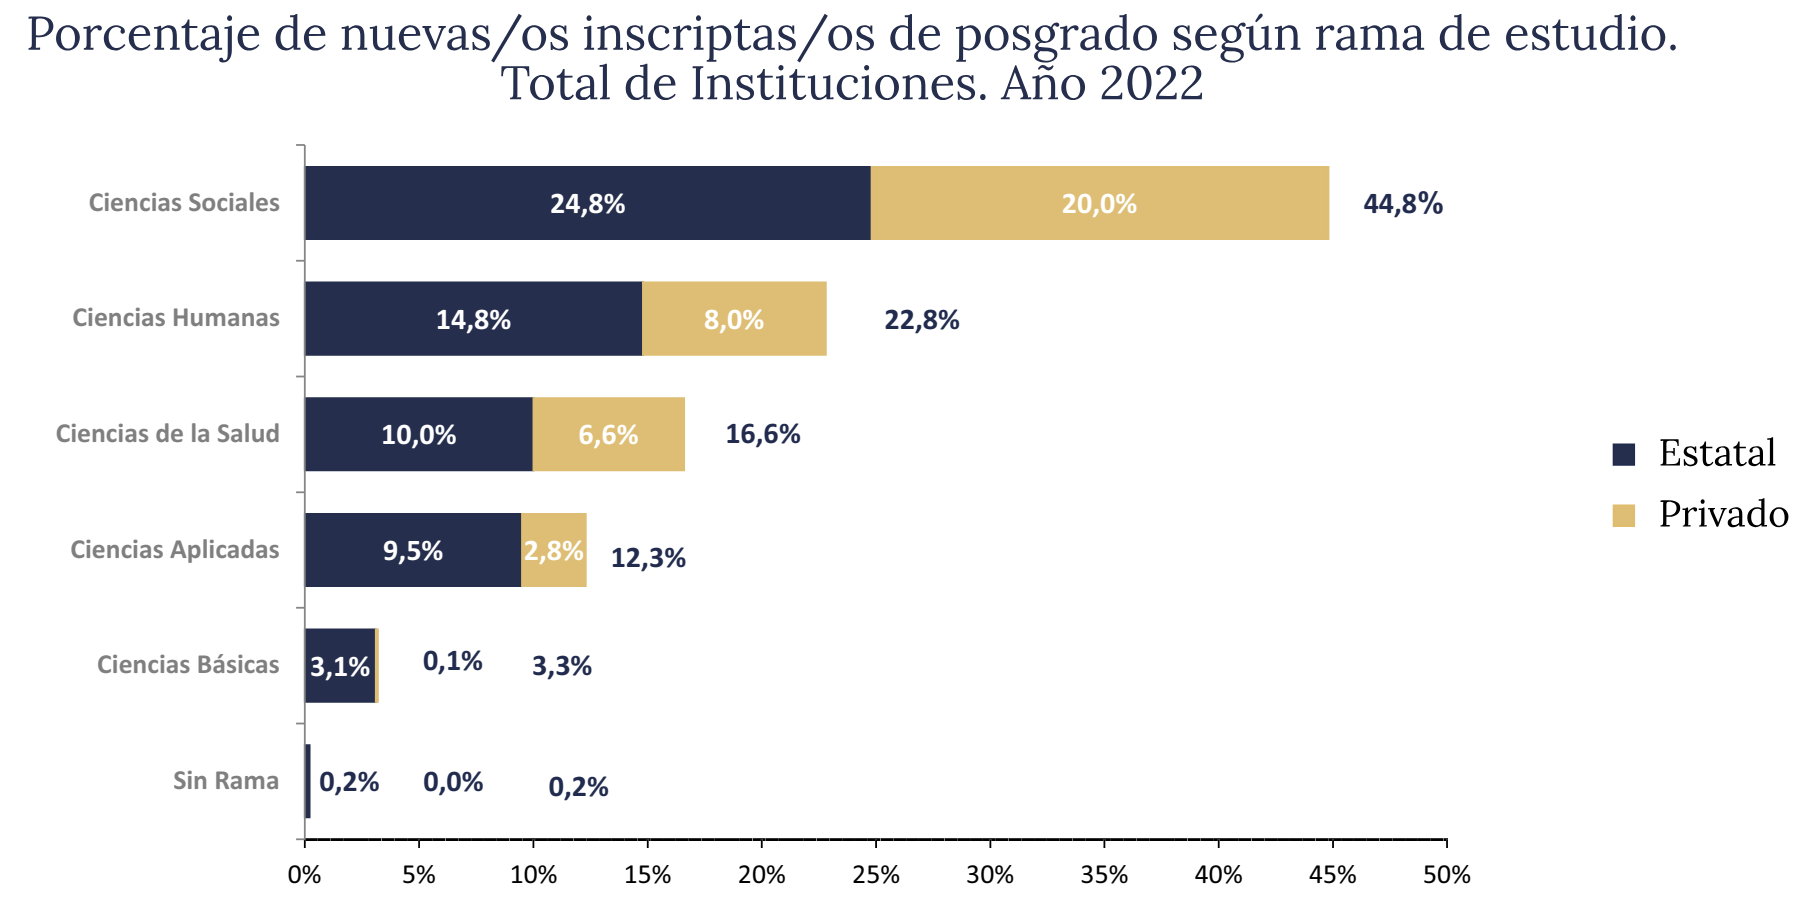 Porcentaje de nuevas/os inscriptas/os de posgrado según rama de estudio.
Total de Instituciones. Año 2022
Ciencias Sociales 24,8% 20,0% 44,8%
Ciencias Humanas 14,8% 8,0% 22,8%
Ciencias de la Salud 10,0% 6,6% 16,6%
Ciencias Aplicadas 9,5% 2,8% 12,3%
Ciencias Básicas 3,1% 0,1% 3,3%
Sin Rama 0,2% 0,0% 0,2%
0% 5% 10% 15% 20% 25% 30% 35% 40% 45% 50%
Estatal
Privado